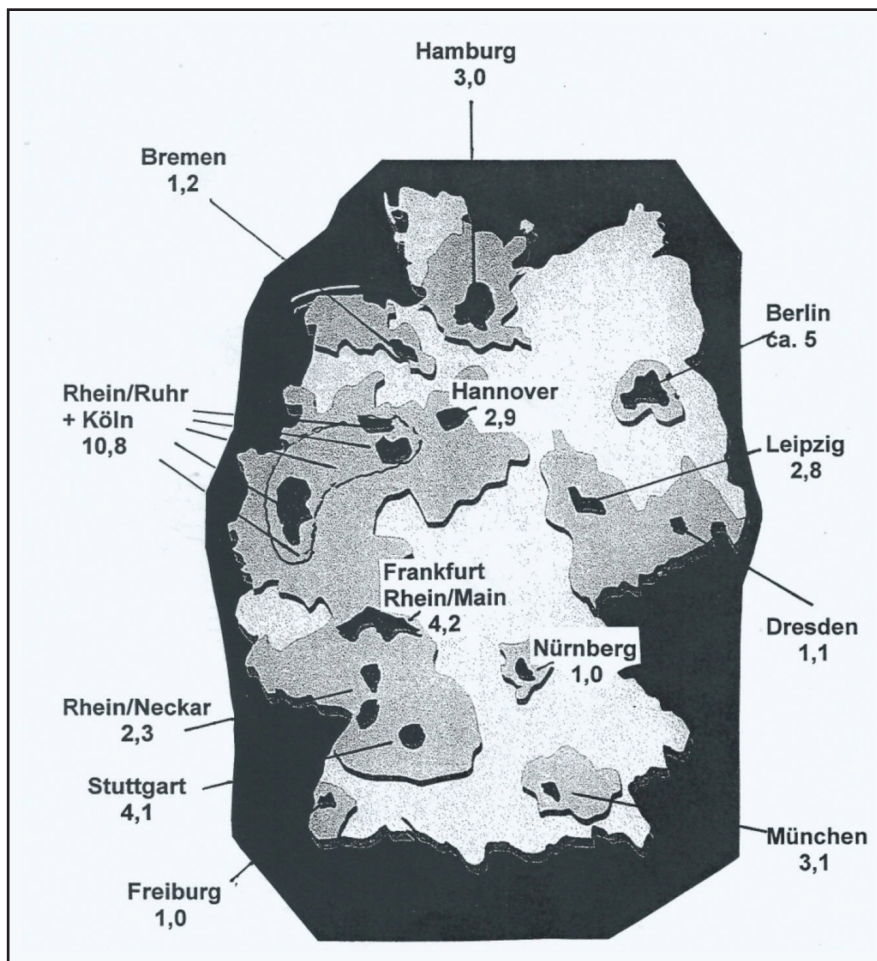 Hamburg
3,0
Bremen
1,2
Berlin
ca. 5
Rhein/Ruhr
+ Köln
10,8
Hannover
2,9
Leipzig
2,8
Frankfurt
Rhein/Main
4,2
Dresden
1,1
Nürnberg
1,0
Rhein/Neckar
2,3
Stuttgart
4,1
München
3,1
Freiburg
1,0